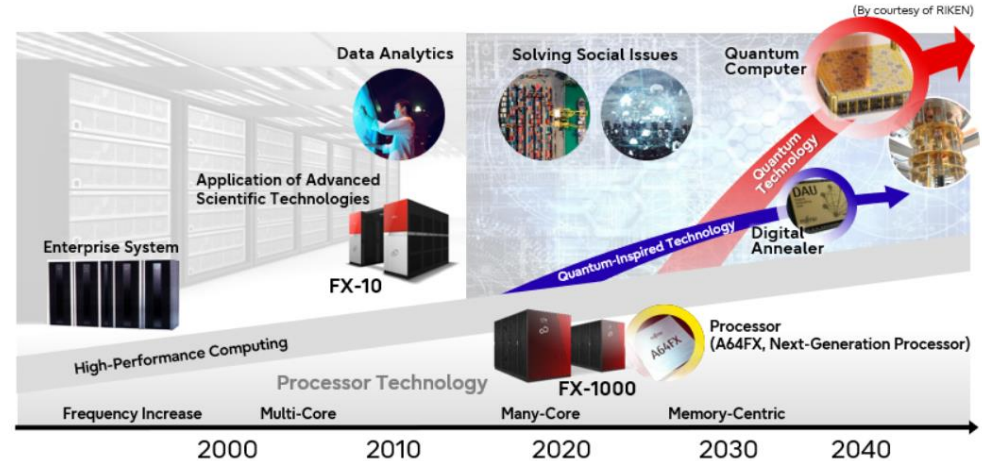 (By courtesy of RIKEN)
Data Analytics
Solving Social Issues
Quantum
Computer
Quantum
Technology
Application of Advanced
Scientific Technologies
DAU
Digital
Annealer
Enterprise System
Quantum-Inspired Technology
FX-10
High-Performance Computing
A64FX
Processor
(A64FX, Next-Generation Processor)
Processor Technology
FX-1000
Frequency Increase
Multi-Core
Many-Core
Memory-Centric
2000
2010
2020
2030
2040